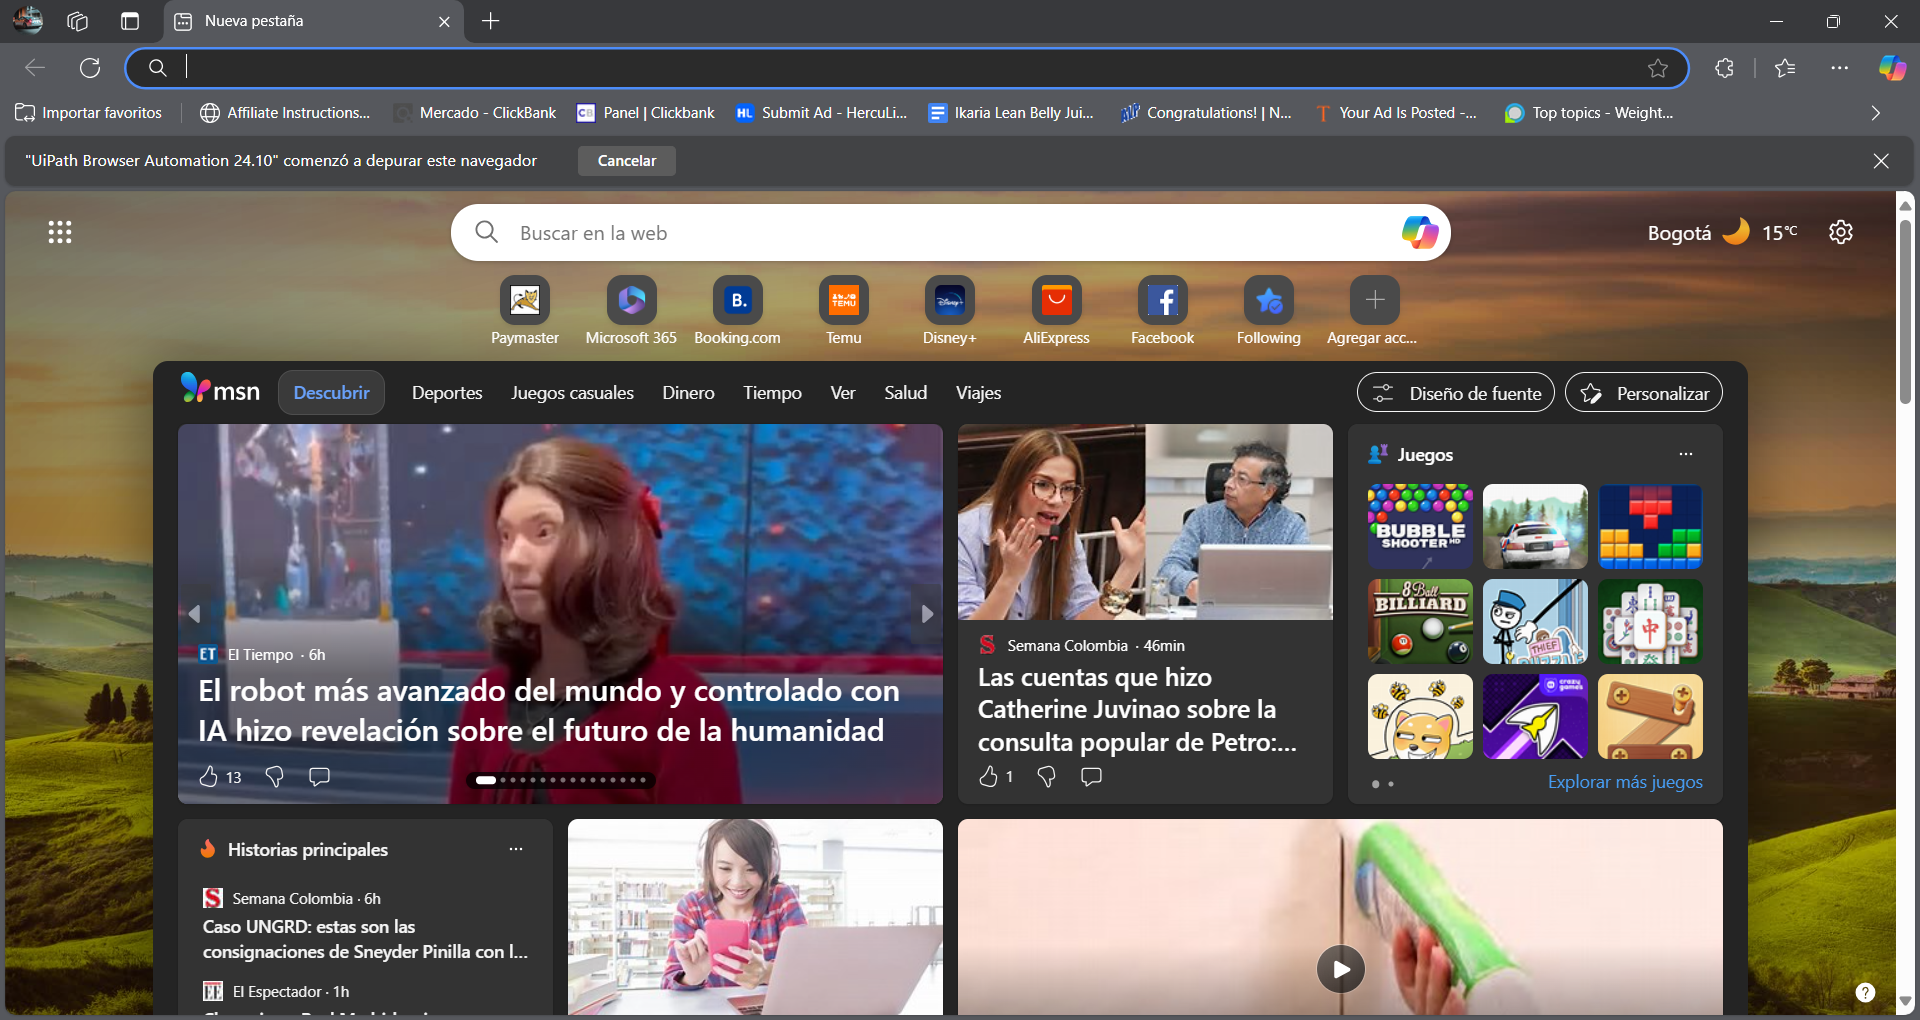 Nueva pestaña
Importar favoritos
Affiliate Instructions...
Mercado - ClickBank
CB Panel | Clickbank
HL Submit Ad - HercuLi...
Ikaria Lean Belly Jui...
Congratulations! | N...
T Your Ad Is Posted -...
Top topics - Weight...
"UiPath Browser Automation 24.10" comenzó a depurar este navegador
Cancelar
Buscar en la web
Bogotá 15°C
B.
TEMU
Disney+
Paymaster
Microsoft 365
Booking.com
Temu
Disney+
AliExpress
Facebook
Following
Agregar acc...
msn
Descubrir
Deportes
Juegos casuales
Dinero
Tiempo
Ver
Salud
Viajes
Diseño de fuente
Personalizar
ET El Tiempo · 6h
El robot más avanzado del mundo y controlado con
IA hizo revelación sobre el futuro de la humanidad
13
S Semana Colombia · 46min
Las cuentas que hizo
Catherine Juvinao sobre la
consulta popular de Petro:...
1
Juegos
BUBBLE
SHOOTER HD
8 Ball
BILLIARD
THIEF
中
crazy
games
Explorar más juegos
Historias principales
S Semana Colombia · 6h
Caso UNGRD: estas son las
consignaciones de Sneyder Pinilla con l...
EE El Espectador · 1h